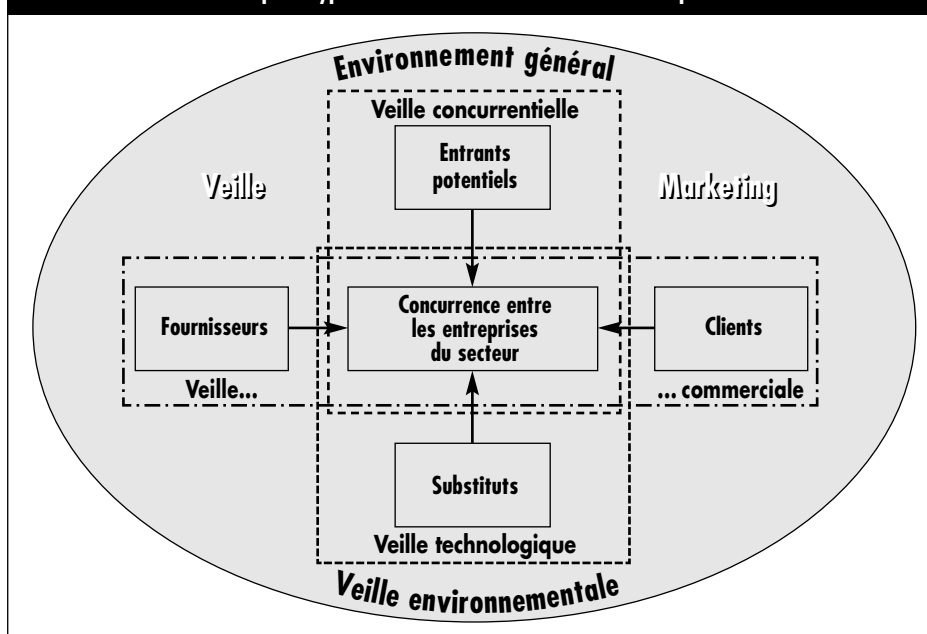 Environnement général
Veille concurrentielle
Entrants
potentiels
Veille
Marketing
Fournisseurs
Concurrence entre
les entreprises
du secteur
Clients
Veille...
... commerciale
Substituts
Veille technologique
Veille environnementale